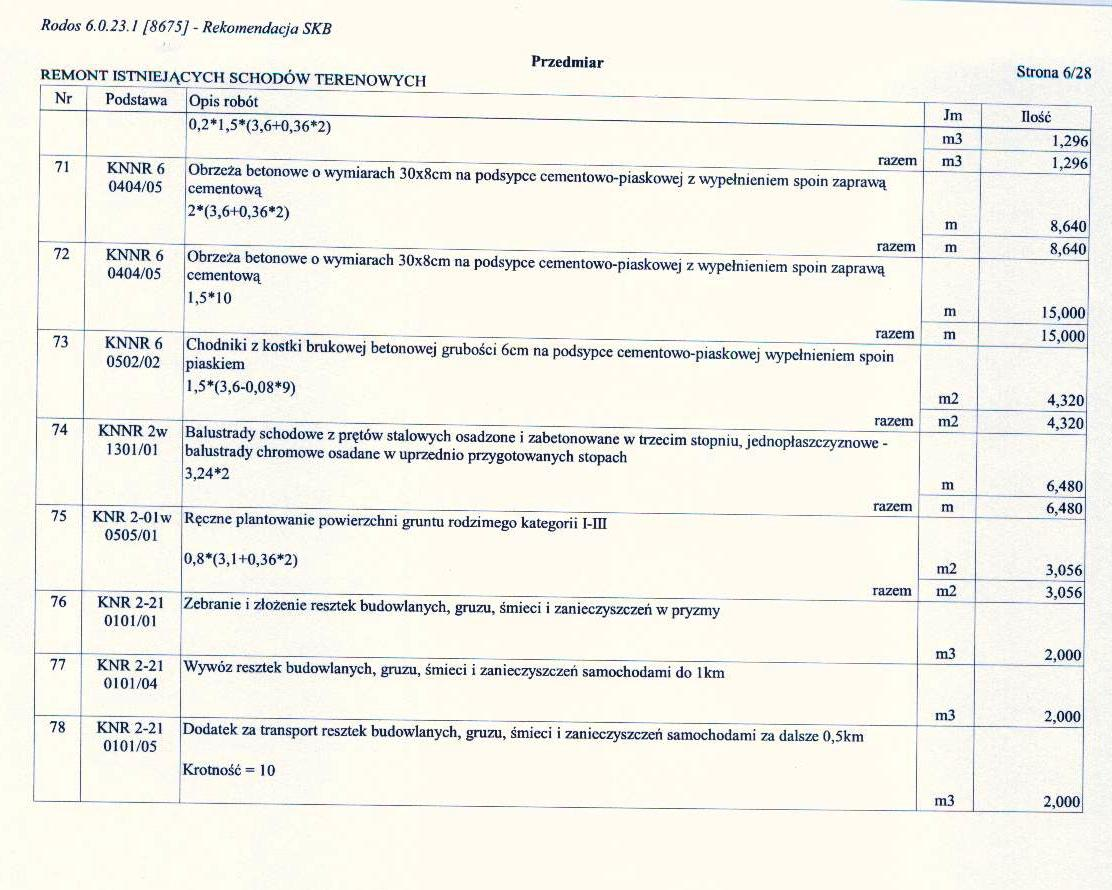 Rodos 6.0.23.1 [8675] - Rekomendacja SKB
Przedmiar
REMONT ISTNIEJĄCYCH SCHODÓW TERENOWYCH
Strona 6/28
Nr Podstawa Opis robót Jm Ilość
0,2*1,5*(3,6+0,36*2) m3 1,296
razem m3 1,296
71 KNNR 6 Obrzeża betonowe o wymiarach 30x8cm na podsypce cementowo-piaskowej z wypełnieniem spoin zaprawą
0404/05 cementową
2*(3,6+0,36*2) m 8,640
razem m 8,640
72 KNNR 6 Obrzeża betonowe o wymiarach 30x8cm na podsypce cementowo-piaskowej z wypełnieniem spoin zaprawą
0404/05 cementową
1,5*10 m 15,000
razem m 15,000
73 KNNR 6 Chodniki z kostki brukowej betonowej grubości 6cm na podsypce cementowo-piaskowej wypełnieniem spoin
0502/02 piaskiem
1,5*(3,6-0,08*9) m2 4,320
razem m2 4,320
74 KNNR 2w Balustrady schodowe z prętów stalowych osadzone i zabetonowane w trzecim stopniu, jednopłaszczyznowe -
1301/01 balustrady chromowe osadane w uprzednio przygotowanych stopach
3,24*2 m 6,480
razem m 6,480
75 KNR 2-01w Ręczne plantowanie powierzchni gruntu rodzimego kategorii I-III
0505/01
0,8*(3,1+0,36*2) m2 3,056
razem m2 3,056
76 KNR 2-21 Zebranie i złożenie resztek budowlanych, gruzu, śmieci i zanieczyszczeń w pryzmy
0101/01
m3 2,000
77 KNR 2-21 Wywóz resztek budowlanych, gruzu, śmieci i zanieczyszczeń samochodami do 1km
0101/04
m3 2,000
78 KNR 2-21 Dodatek za transport resztek budowlanych, gruzu, śmieci i zanieczyszczeń samochodami za dalsze 0,5km
0101/05
Krotność = 10
m3 2,000